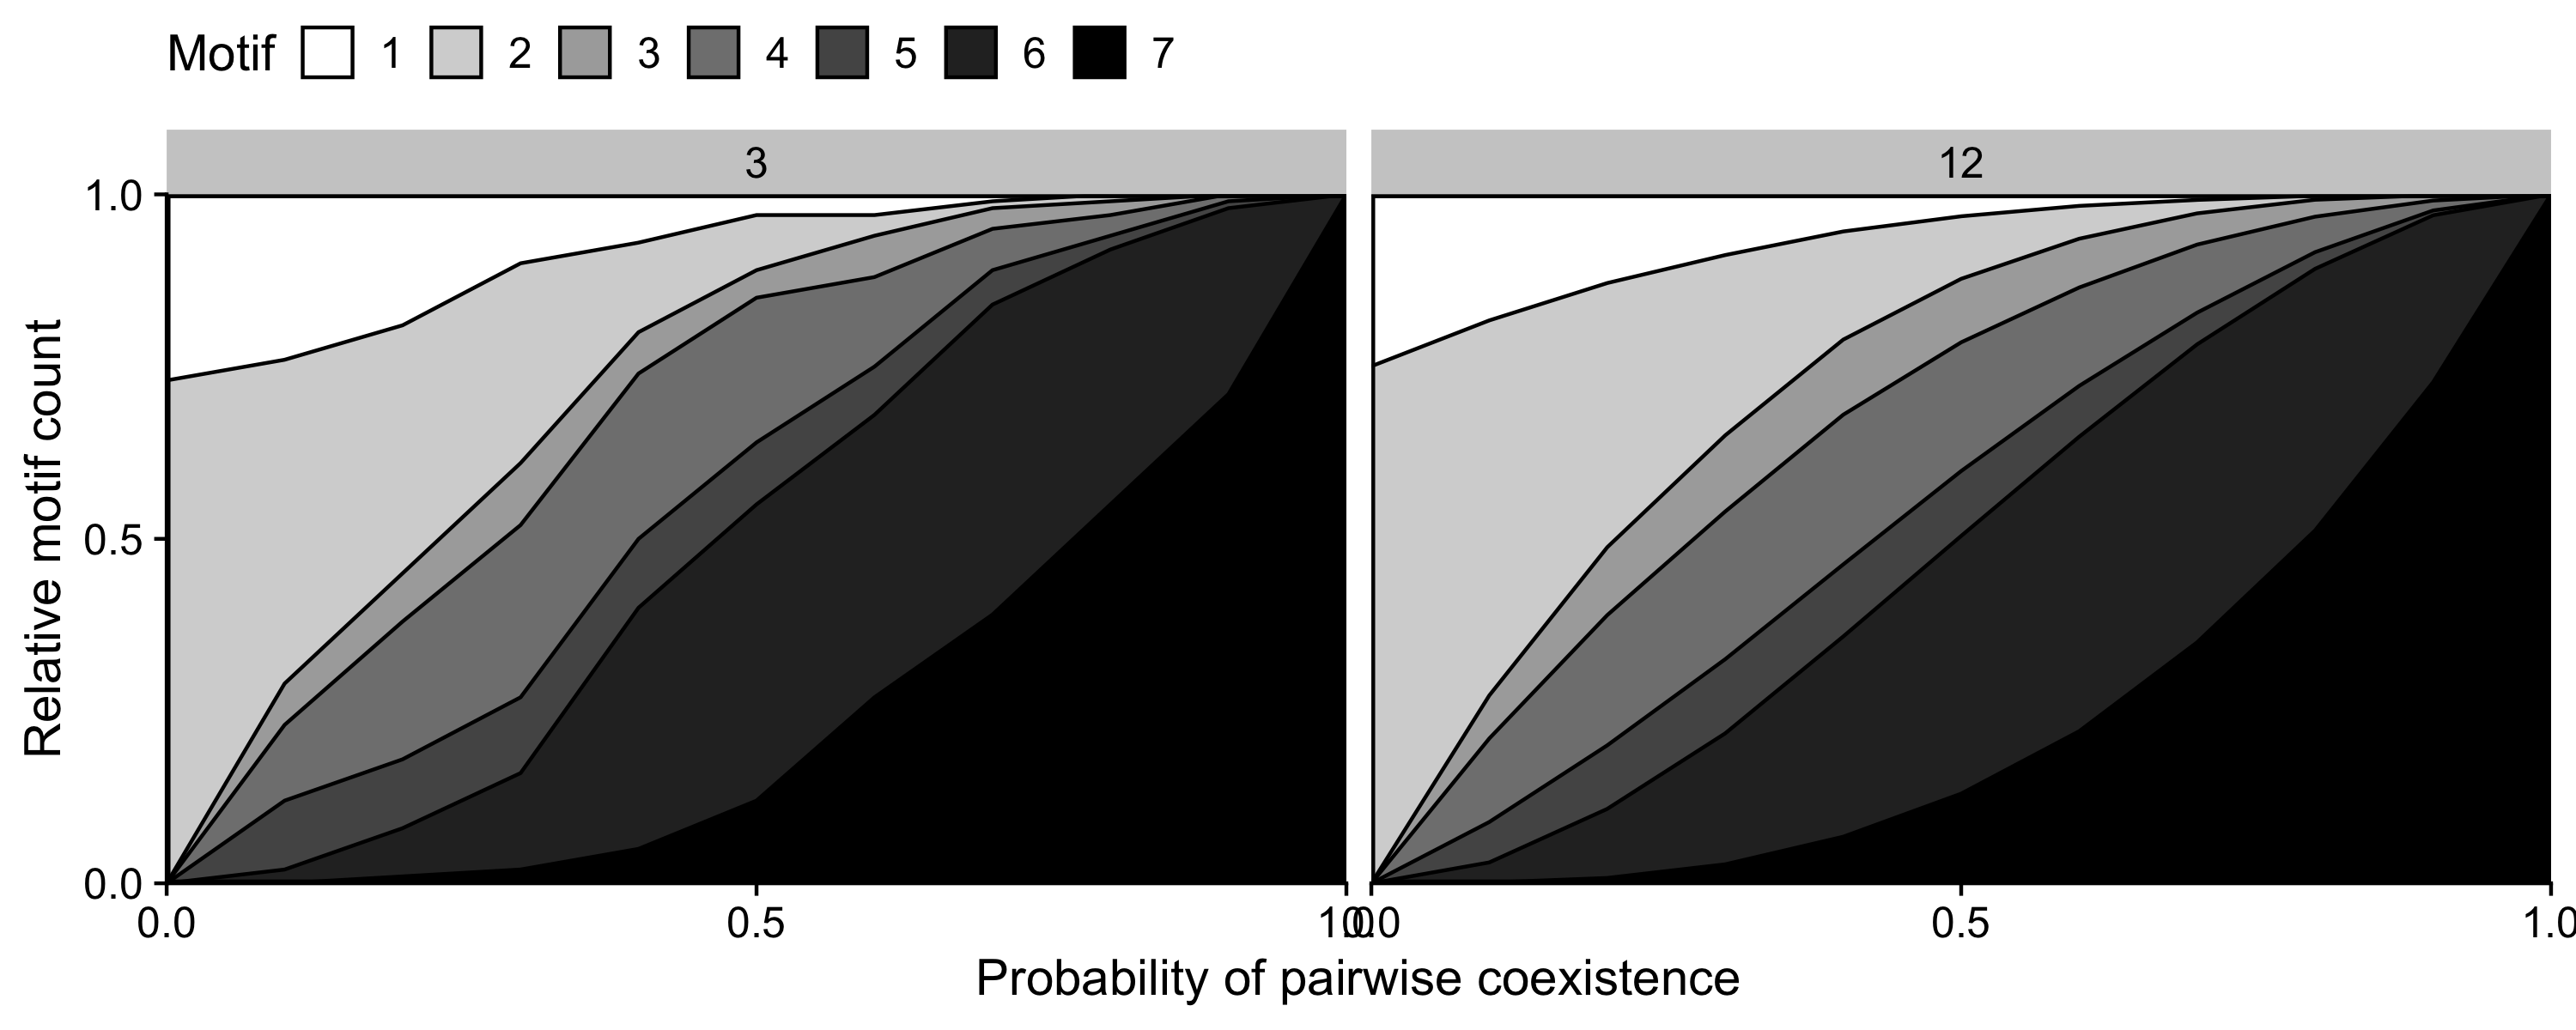 Motif 1 2 3 4 5 6 7
3 12
Relative motif count
1.0
0.5
0.0
0.0 0.5 1.0 0.0 0.5 1.0
Probability of pairwise coexistence